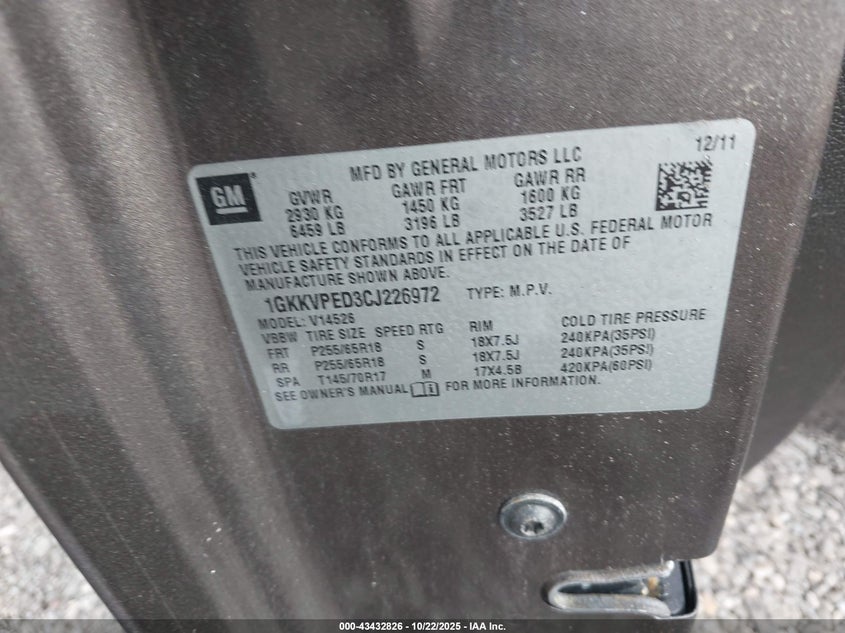 12/11
MFD BY GENERAL MOTORS LLC
GM
GVWR GAWR FRT GAWR RR
2930 KG 1450 KG 1600 KG
6459 LB 3196 LB 3527 LB
THIS VEHICLE CONFORMS TO ALL APPLICABLE U.S. FEDERAL MOTOR
VEHICLE SAFETY STANDARDS IN EFFECT ON THE DATE OF
MANUFACTURE SHOWN ABOVE.
1GKKVPED3CJ226972 TYPE: M.P.V.
MODEL: V14526
VBBW TIRE SIZE SPEED RTG RIM COLD TIRE PRESSURE
FRT P255/65R18 S 18X7.5J 240KPA(35PSI)
RR P255/65R18 S 18X7.5J 240KPA(35PSI)
SPA T145/70R17 M 17X4.5B 420KPA(60PSI)
SEE OWNER'S MANUAL FOR MORE INFORMATION.
000-43432826 - 10/22/2025 - IAA Inc.